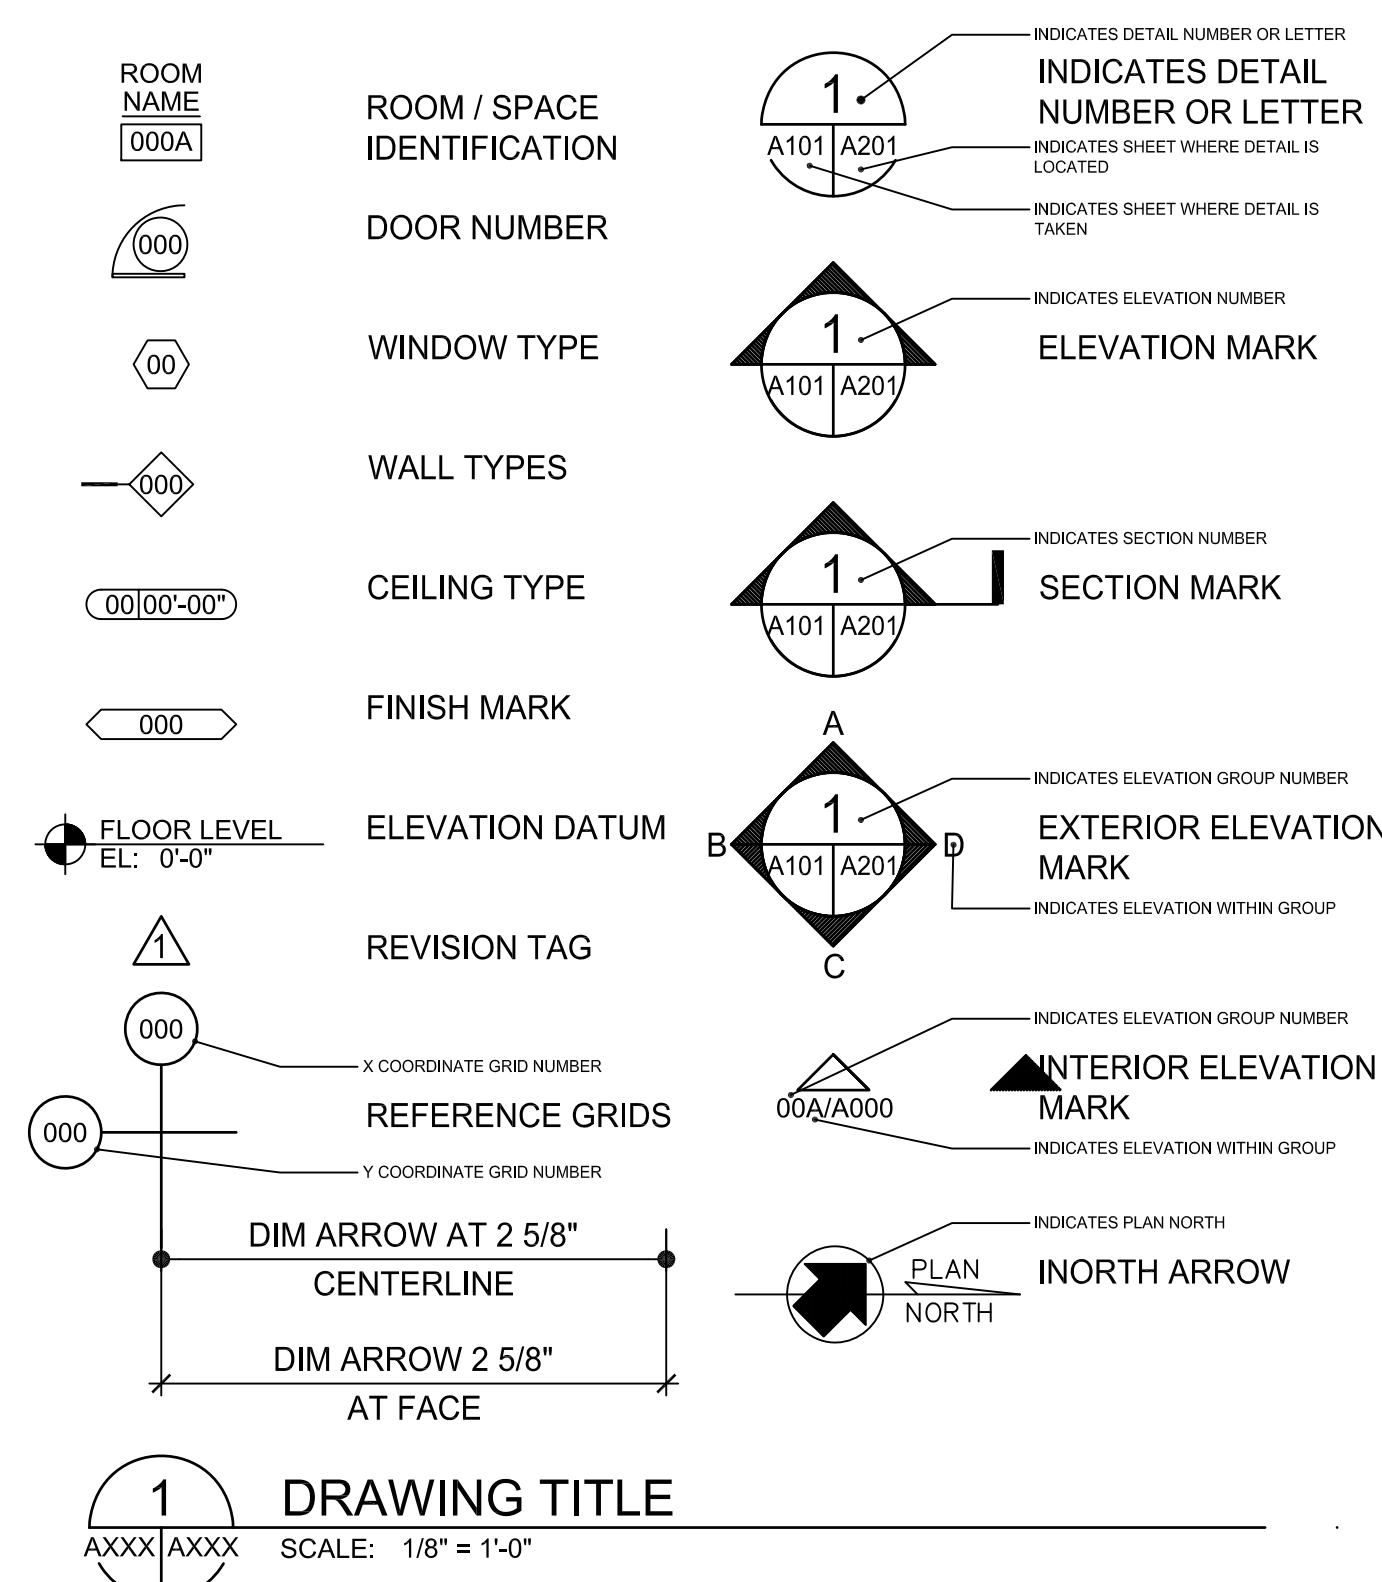 ROOM
NAME
000A
ROOM / SPACE
IDENTIFICATION
000
DOOR NUMBER
00
WINDOW TYPE
000
WALL TYPES
00 00'-00"
CEILING TYPE
000
FINISH MARK
FLOOR LEVEL
EL: 0'-0"
ELEVATION DATUM
1
REVISION TAG
000
X COORDINATE GRID NUMBER
REFERENCE GRIDS
000
Y COORDINATE GRID NUMBER
DIM ARROW AT 2 5/8"
CENTERLINE
DIM ARROW 2 5/8"
AT FACE
1
AXXX AXXX
DRAWING TITLE
SCALE: 1/8" = 1'-0"
INDICATES DETAIL NUMBER OR LETTER
1
INDICATES DETAIL
NUMBER OR LETTER
A101 A201
INDICATES SHEET WHERE DETAIL IS
LOCATED
INDICATES SHEET WHERE DETAIL IS
TAKEN
INDICATES ELEVATION NUMBER
1
ELEVATION MARK
A101 A201
INDICATES SECTION NUMBER
1
SECTION MARK
A101 A201
A
INDICATES ELEVATION GROUP NUMBER
1
EXTERIOR ELEVATION
MARK
B
D
A101 A201
INDICATES ELEVATION WITHIN GROUP
C
INDICATES ELEVATION GROUP NUMBER
INTERIOR ELEVATION
MARK
00A/A000
INDICATES ELEVATION WITHIN GROUP
INDICATES PLAN NORTH
PLAN
NORTH
INORTH ARROW